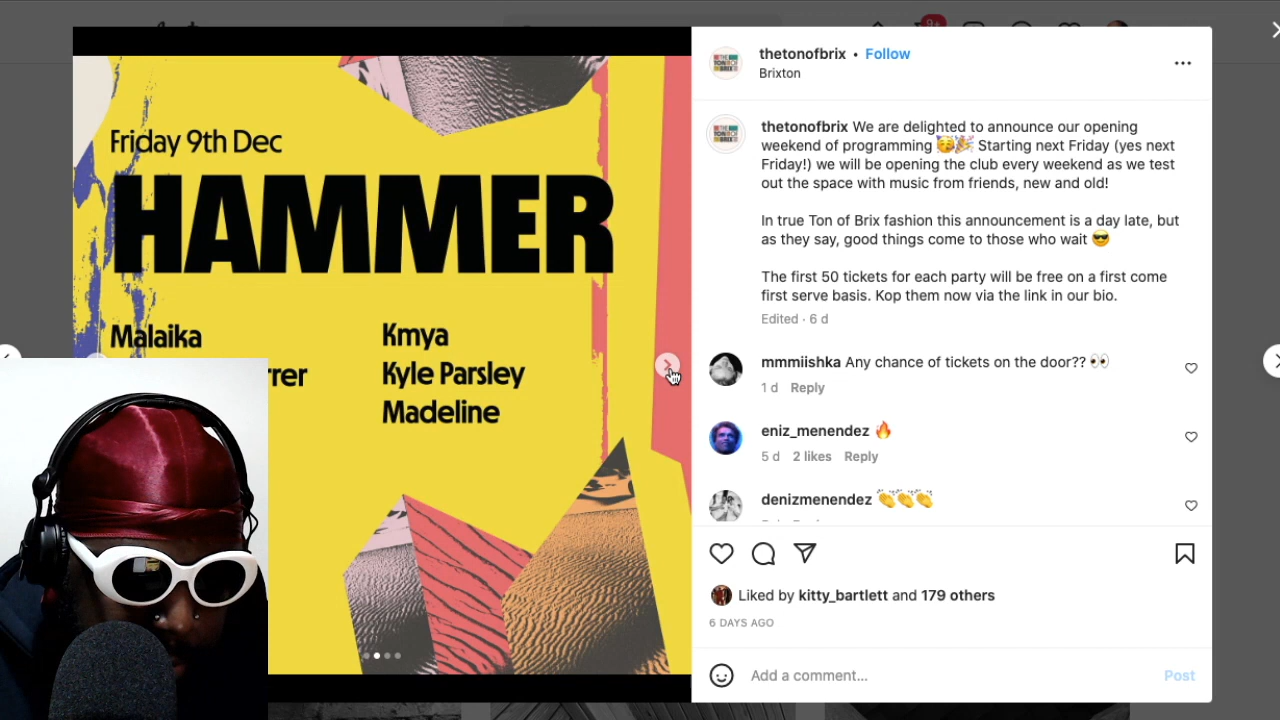 Friday 9th Dec
HAMMER
Malaika
Kmya
Kyle Parsley
Madeline
9+
THE
TON OF
BRIX
thetonofbrix • Follow
Brixton
thetonofbrix We are delighted to announce our opening
weekend of programming 🥳🎉 Starting next Friday (yes next
Friday!) we will be opening the club every weekend as we test
out the space with music from friends, new and old!
In true Ton of Brix fashion this announcement is a day late, but
as they say, good things come to those who wait 😎
The first 50 tickets for each party will be free on a first come
first serve basis. Kop them now via the link in our bio.
Edited · 6 d
mmmiishka Any chance of tickets on the door?? 👀
1 d Reply
eniz_menendez 🔥
5 d 2 likes Reply
denizmenendez 👏👏👏
Liked by kitty_bartlett and 179 others
6 DAYS AGO
Add a comment...
Post